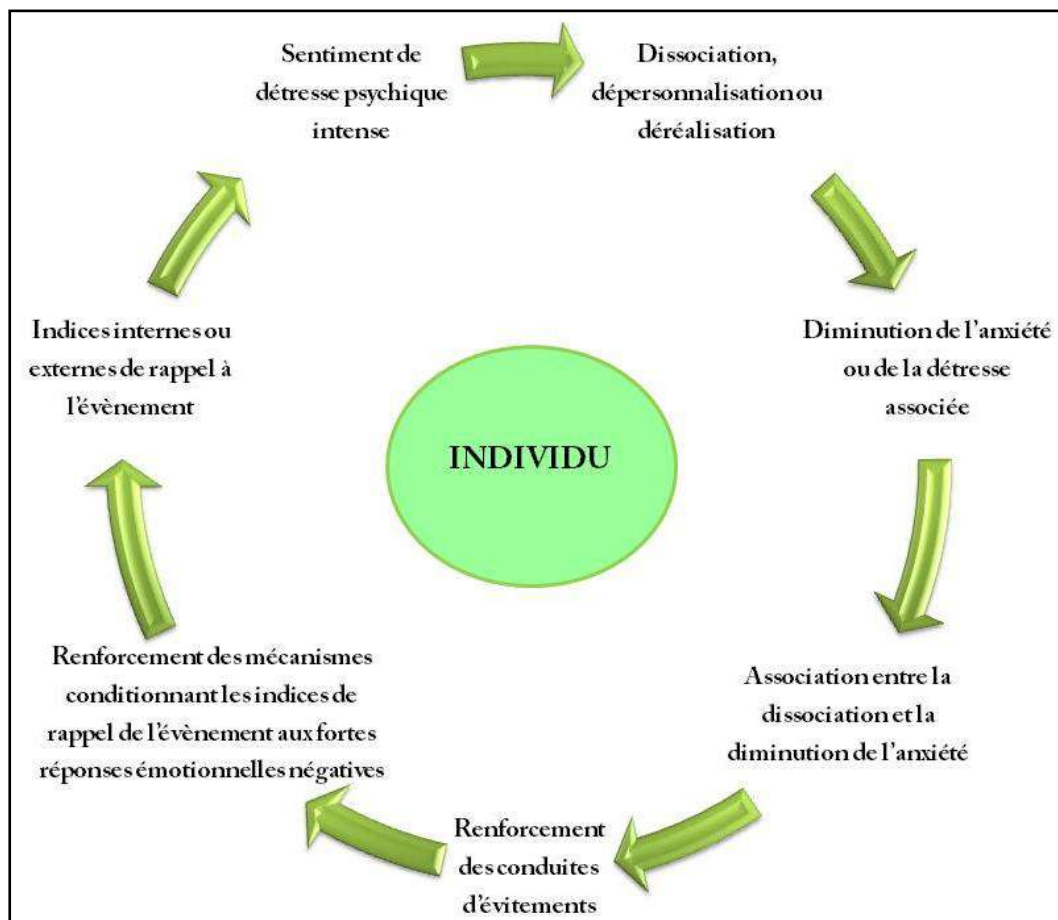 Sentiment de
détresse psychique
intense
Dissociation,
dépersonnalisation ou
déréalisation
Diminution de l'anxiété
ou de la détresse
associée
Association entre la
dissociation et la
diminution de l'anxiété
Renforcement
des conduites
d'évitements
Renforcement des mécanismes
conditionnant les indices de
rappel de l'évènement aux fortes
réponses émotionnelles négatives
Indices internes ou
externes de rappel à
l'évènement
INDIVIDU